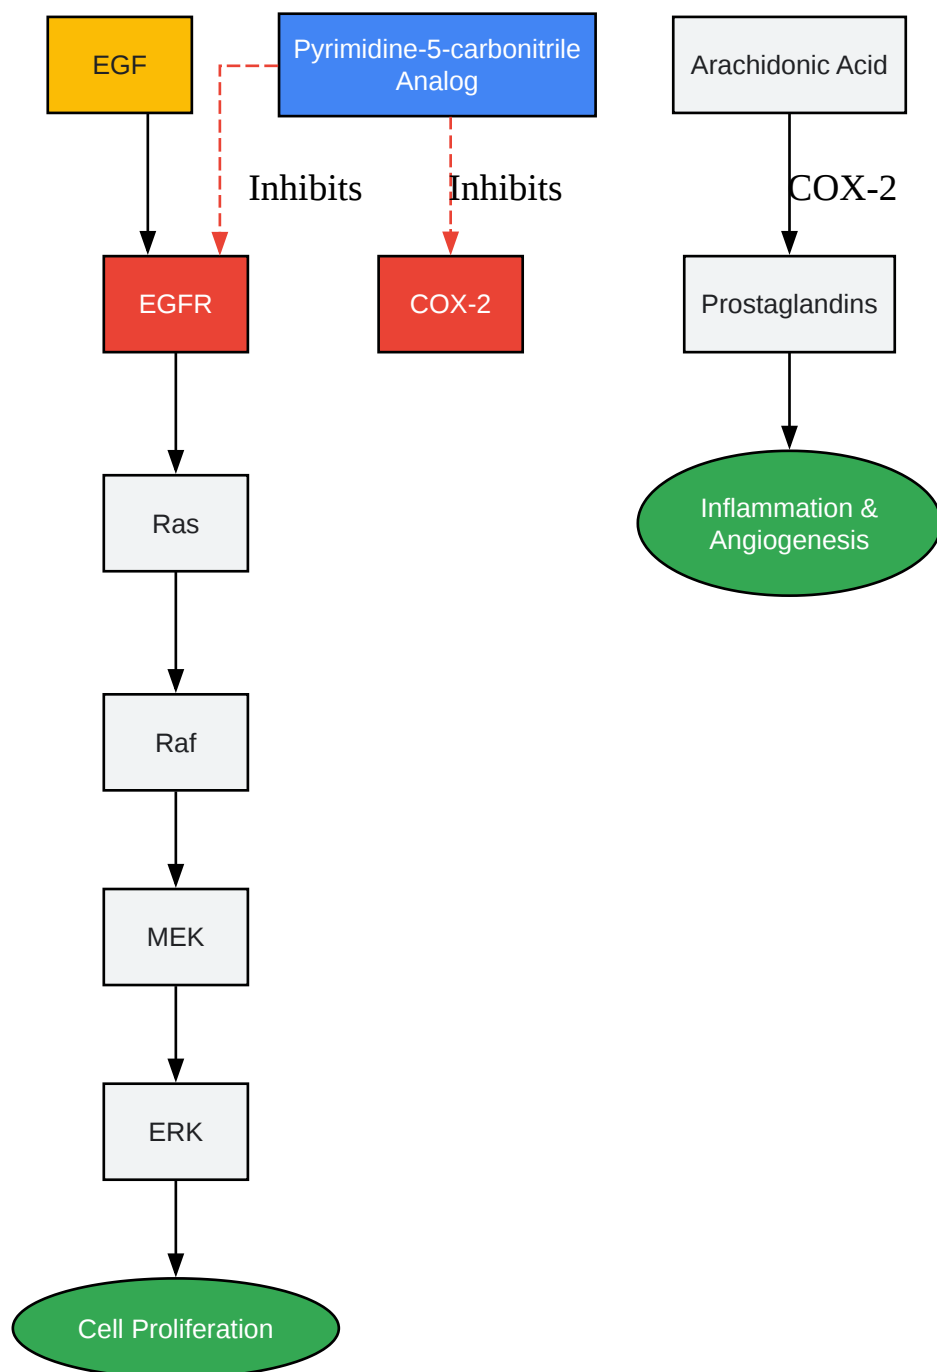 EGF
Pyrimidine-5-carbonitrile
Analog
Arachidonic Acid
Inhibits
Inhibits
COX-2
EGFR
COX-2
Prostaglandins
Ras
Inflammation &
Angiogenesis
Raf
MEK
ERK
Cell Proliferation